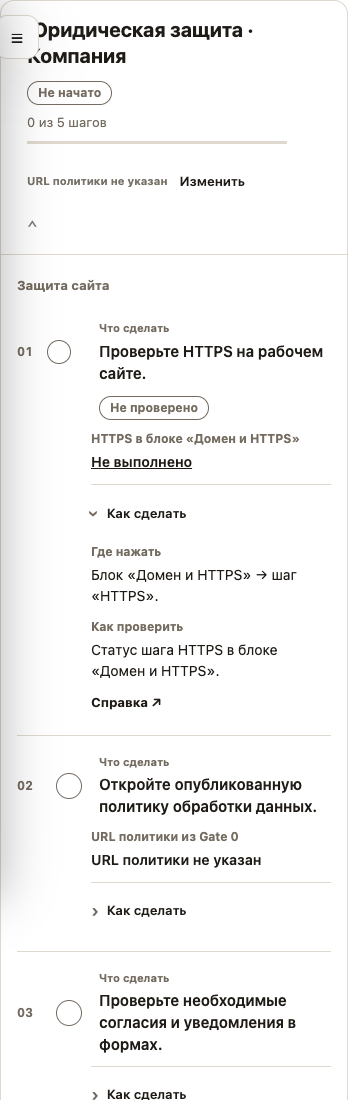 Юридическая защита ·
Компания
Не начато
0 из 5 шагов
URL политики не указан Изменить
Защита сайта
Что сделать
01
Проверьте HTTPS на рабочем
сайте.
Не проверено
HTTPS в блоке «Домен и HTTPS»
Не выполнено
Как сделать
Где нажать
Блок «Домен и HTTPS» → шаг
«HTTPS».
Как проверить
Статус шага HTTPS в блоке
«Домен и HTTPS».
Справка ↗
Что сделать
02
Откройте опубликованную
политику обработки данных.
URL политики из Gate 0
URL политики не указан
Как сделать
Что сделать
03
Проверьте необходимые
согласия и уведомления в
формах.
Как сделать